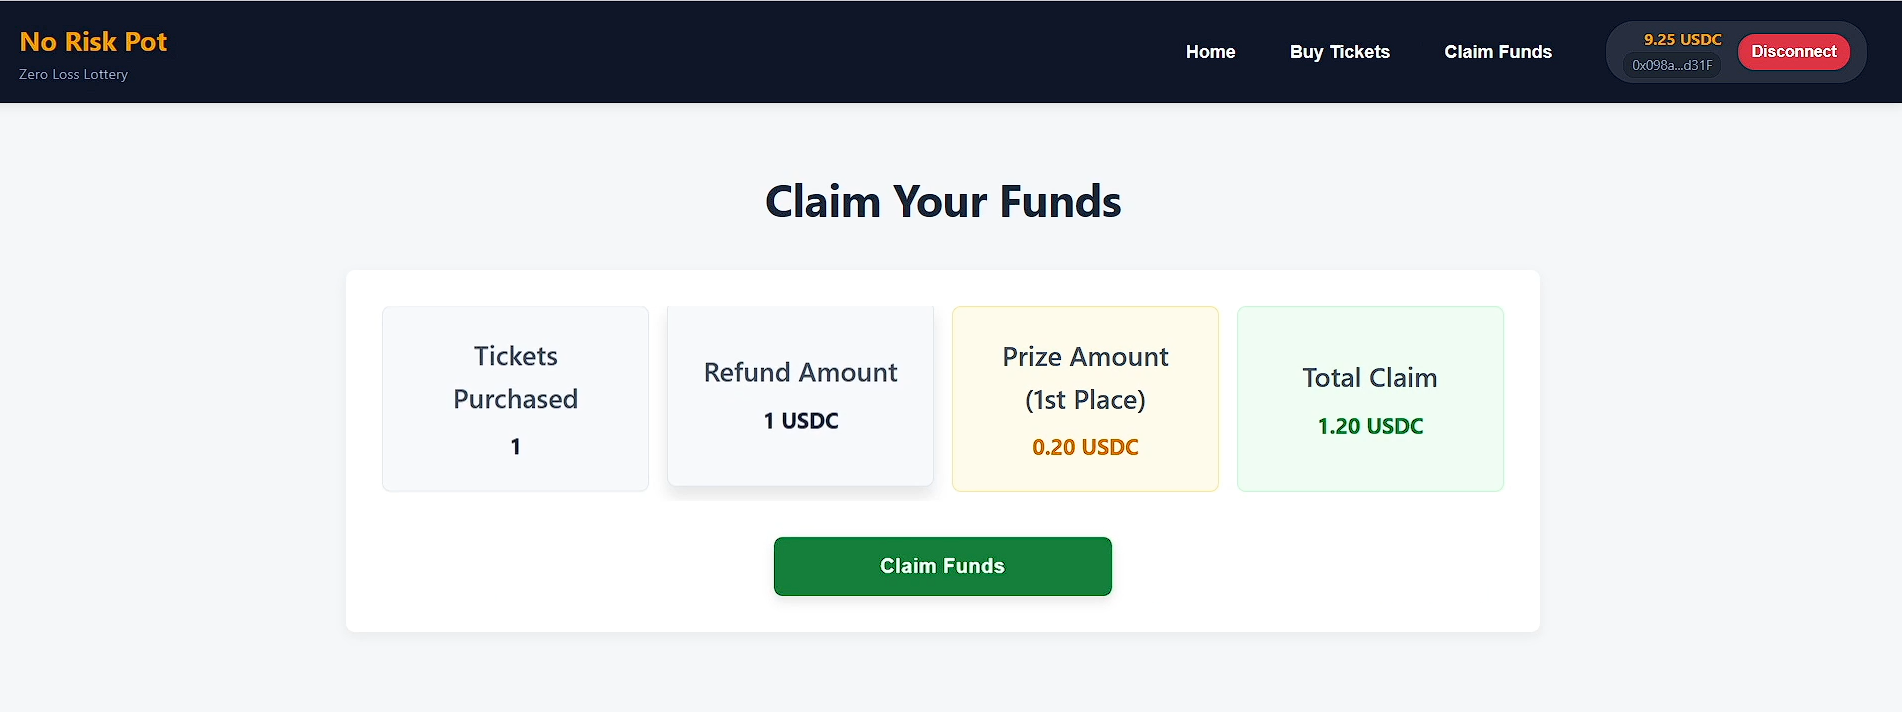 No Risk Pot
Zero Loss Lottery
Home
Buy Tickets
Claim Funds
9.25 USDC
0x098a...d31F
Disconnect
Claim Your Funds
Tickets
Purchased
1
Refund Amount
1 USDC
Prize Amount
(1st Place)
0.20 USDC
Total Claim
1.20 USDC
Claim Funds